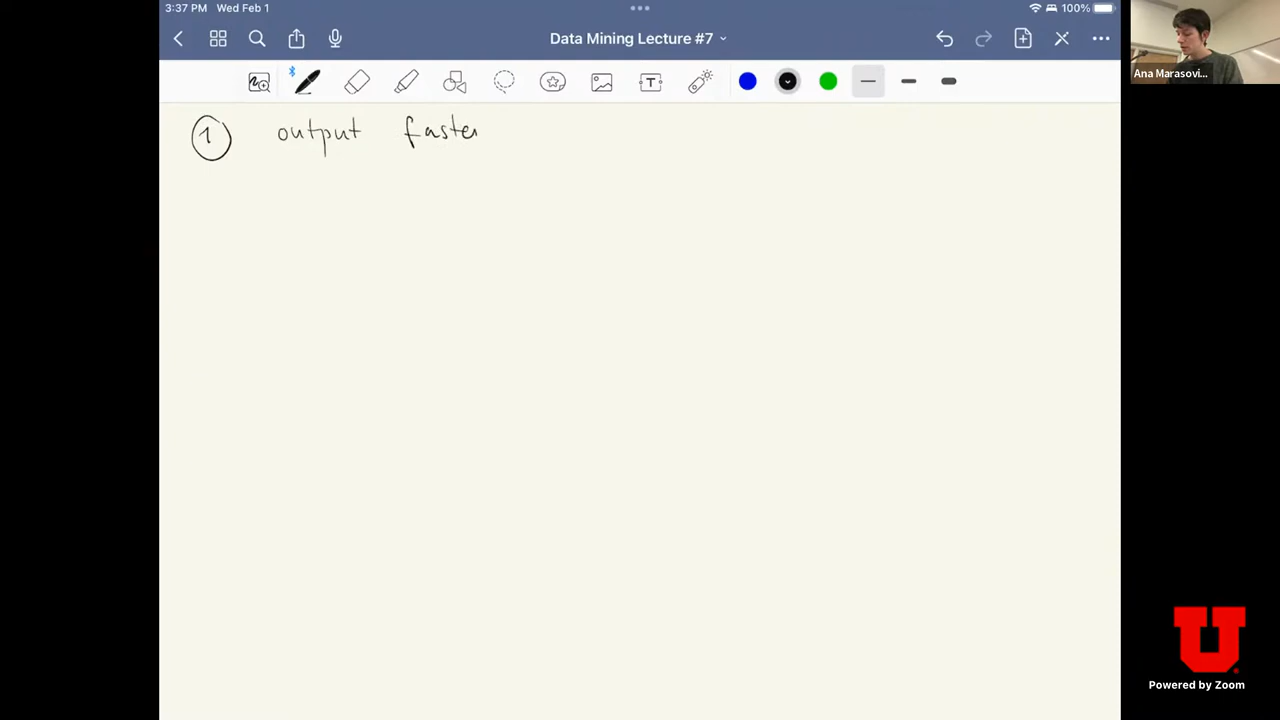 3:37 PM Wed Feb 1
100%
Data Mining Lecture #7
T
Ana Marasovi...
1 output faster
U
Powered by Zoom